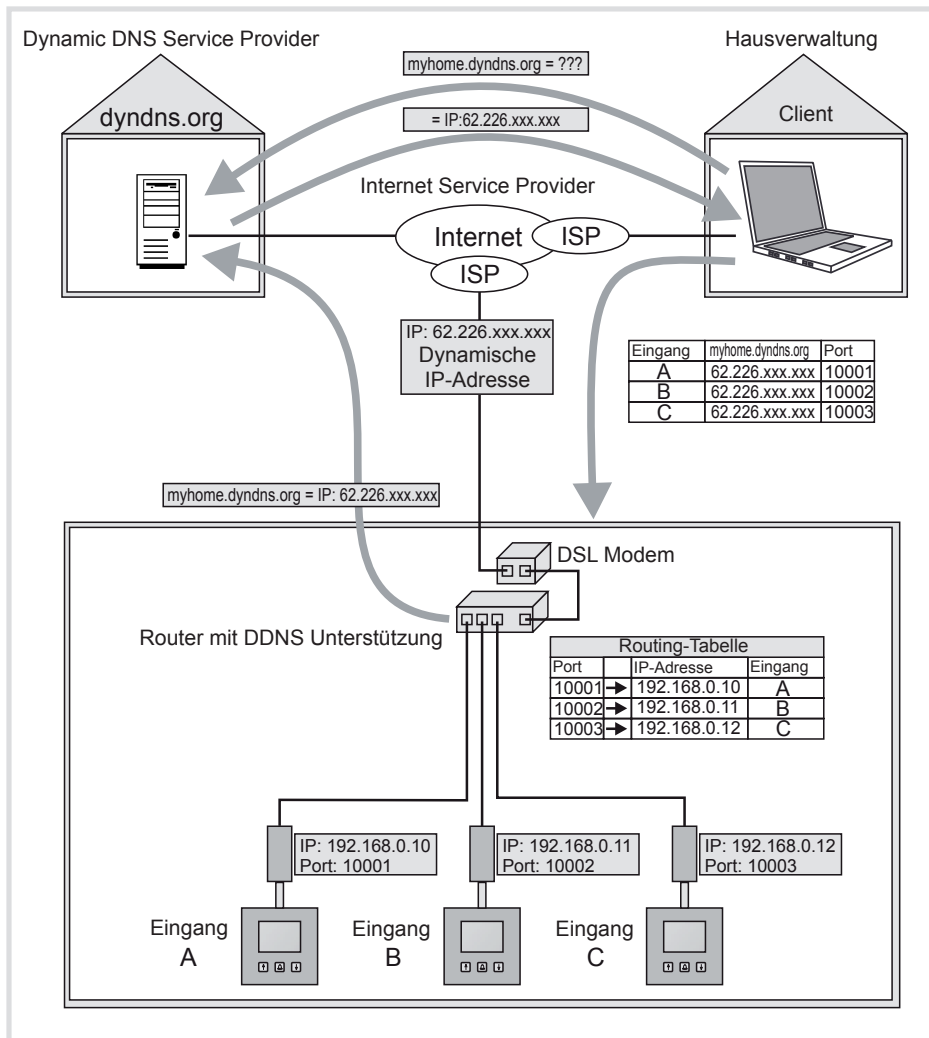 Dynamic DNS Service Provider
Hausverwaltung
myhome.dyndns.org = ???
dyndns.org
Client
= IP:62.226.xxx.xxx
Internet Service Provider
Internet
ISP
ISP
IP: 62.226.xxx.xxx
Dynamische
IP-Adresse
Eingang myhome.dyndns.org Port
A 62.226.xxx.xxx 10001
B 62.226.xxx.xxx 10002
C 62.226.xxx.xxx 10003
myhome.dyndns.org = IP: 62.226.xxx.xxx
DSL Modem
Router mit DDNS Unterstützung
Routing-Tabelle
Port IP-Adresse Eingang
10001 192.168.0.10 A
10002 192.168.0.11 B
10003 192.168.0.12 C
IP: 192.168.0.10
Port: 10001
IP: 192.168.0.11
Port: 10002
IP: 192.168.0.12
Port: 10003
Eingang
A
Eingang
B
Eingang
C